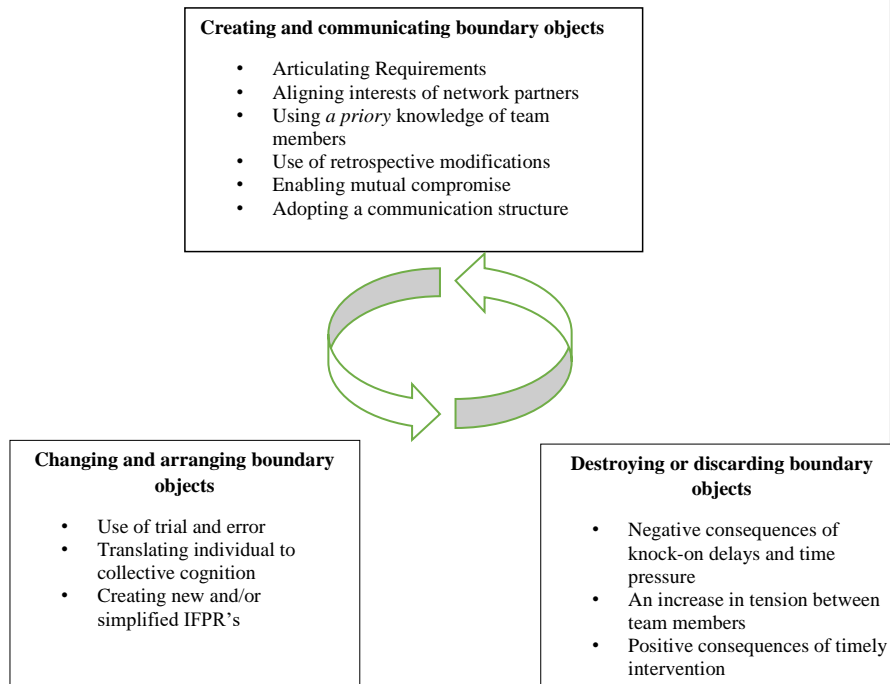 Creating and communicating boundary objects
• Articulating Requirements
• Aligning interests of network partners
• Using a priory knowledge of team
members
• Use of retrospective modifications
• Enabling mutual compromise
• Adopting a communication structure
Changing and arranging boundary
objects
• Use of trial and error
• Translating individual to
collective cognition
• Creating new and/or
simplified IFPR’s
Destroying or discarding boundary
objects
• Negative consequences of
knock-on delays and time
pressure
• An increase in tension between
team members
• Positive consequences of timely
intervention